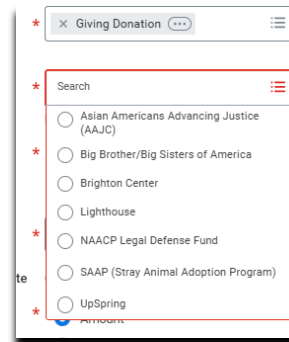 * × Giving Donation ...
* Search
Asian Americans Advancing Justice
(AAJC)
* Big Brother/Big Sisters of America
Brighton Center
Lighthouse
* NAACP Legal Defense Fund
te SAAP (Stray Animal Adoption Program)
* UpSpring
Amount